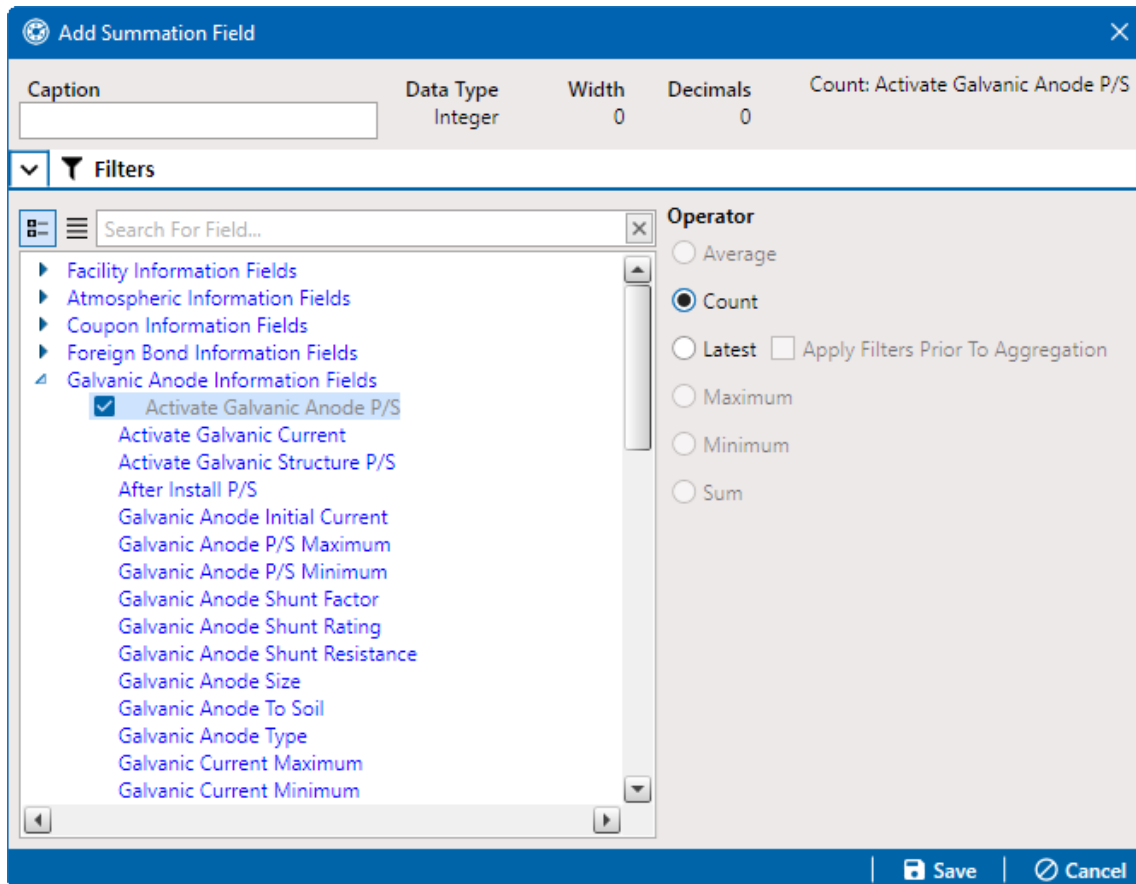 Add Summation Field
Caption
Data Type
Integer
Width
0
Decimals
0
Count: Activate Galvanic Anode P/S
Filters
Search For Field...
Facility Information Fields
Atmospheric Information Fields
Coupon Information Fields
Foreign Bond Information Fields
Galvanic Anode Information Fields
Activate Galvanic Anode P/S
Activate Galvanic Current
Activate Galvanic Structure P/S
After Install P/S
Galvanic Anode Initial Current
Galvanic Anode P/S Maximum
Galvanic Anode P/S Minimum
Galvanic Anode Shunt Factor
Galvanic Anode Shunt Rating
Galvanic Anode Shunt Resistance
Galvanic Anode Size
Galvanic Anode To Soil
Galvanic Anode Type
Galvanic Current Maximum
Galvanic Current Minimum
Operator
Average
Count
Latest Apply Filters Prior To Aggregation
Maximum
Minimum
Sum
Save
Cancel